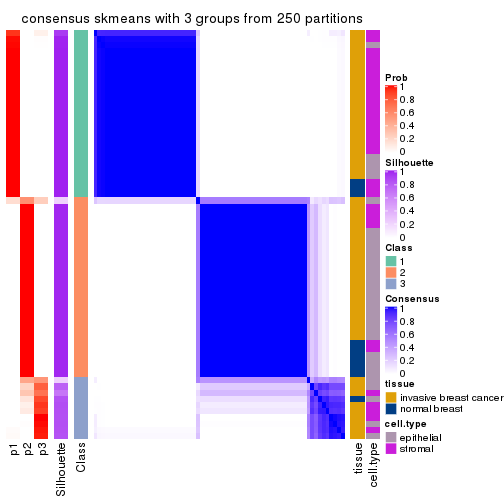 consensus skmeans with 3 groups from 250 partitions
Prob
1
0.8
0.6
0.4
0.2
0
Silhouette
1
0.8
0.6
0.4
0.2
0
Class
1
2
3
Consensus
1
0.8
0.6
0.4
0.2
0
tissue
invasive breast cancer
normal breast
cell.type
epithelial
stromal
p1
p2
p3
Silhouette
Class
tissue
cell.type